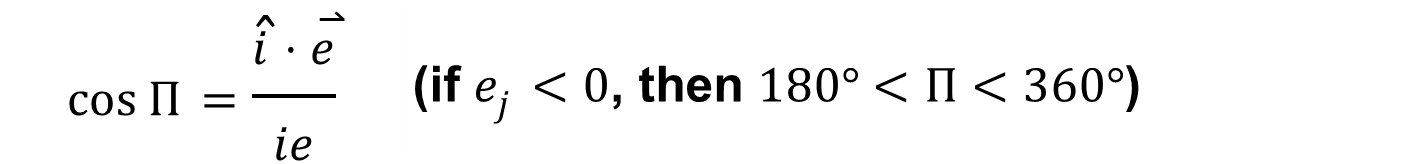 cos Π = (î · e⃗) / (ie) (if e_j < 0, then 180° < Π < 360°)